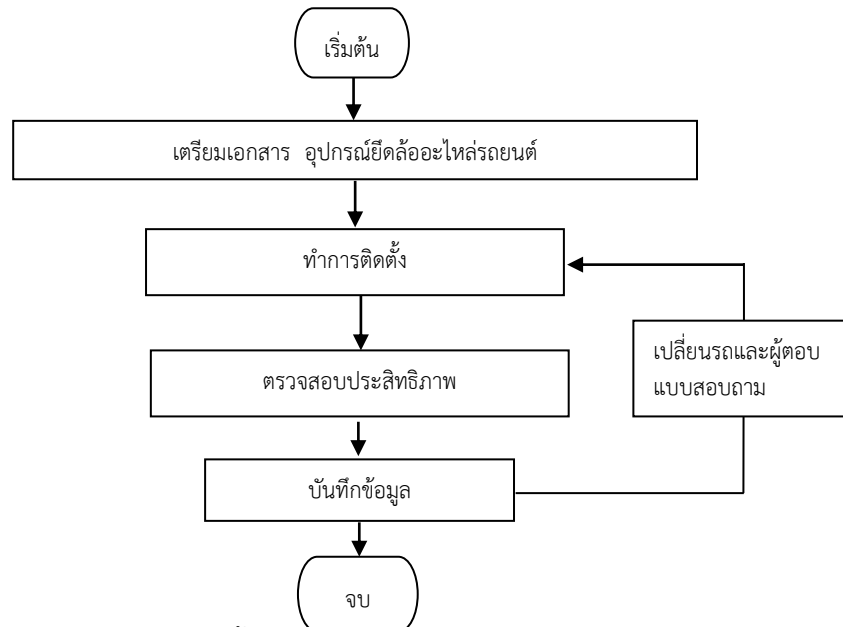 เริ่มต้น
เตรียมเอกสาร อุปกรณ์ยึดล้ออะไหล่รถยนต์
ทำการติดตั้ง
เปลี่ยนรถและผู้ตอบ
แบบสอบถาม
ตรวจสอบประสิทธิภาพ
บันทึกข้อมูล
จบ